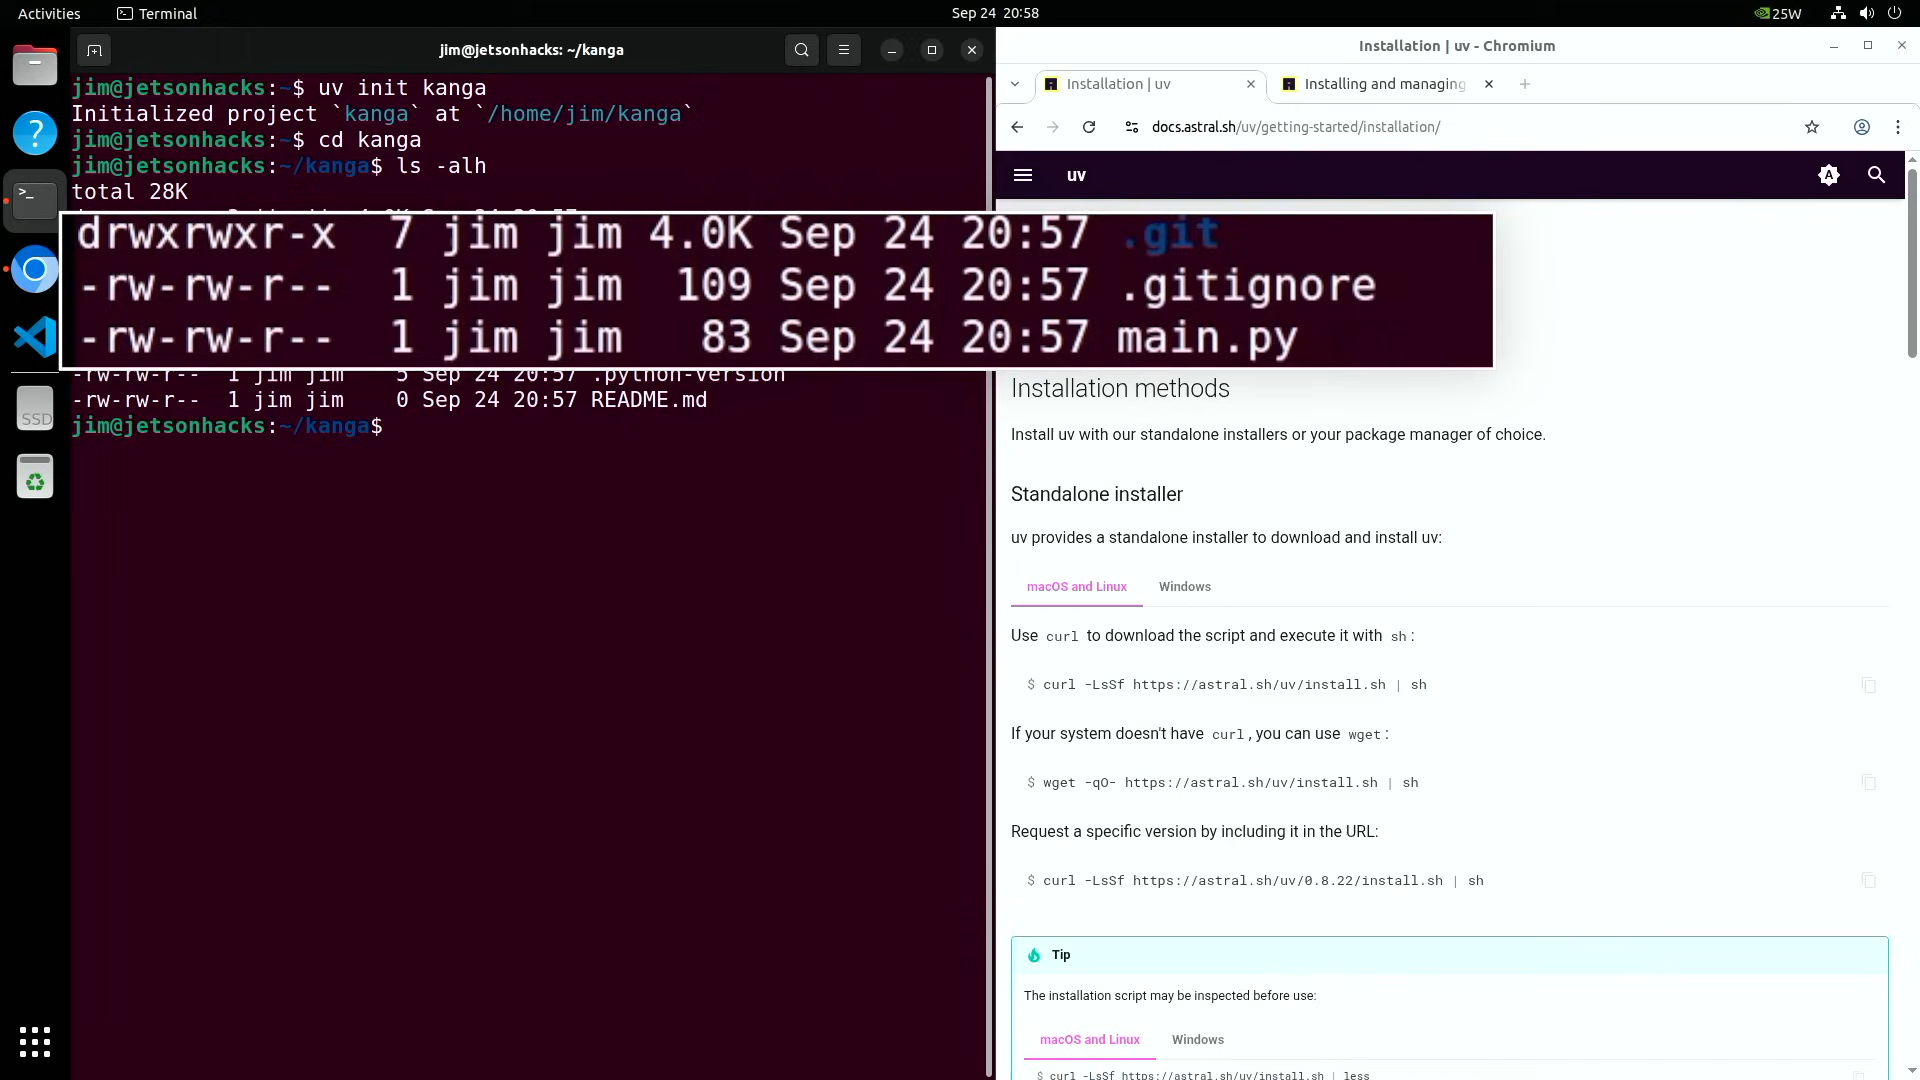 Activities
Terminal
Sep 24 20:58
25W
jim@jetsonhacks: ~/kanga
jim@jetsonhacks:~$ uv init kanga
Initialized project `kanga` at `/home/jim/kanga`
jim@jetsonhacks:~$ cd kanga
jim@jetsonhacks:~/kanga$ ls -alh
total 28K
drwxrwxr-x 7 jim jim 4.0K Sep 24 20:57 .git
-rw-rw-r-- 1 jim jim 109 Sep 24 20:57 .gitignore
-rw-rw-r-- 1 jim jim 83 Sep 24 20:57 main.py
-rw-rw-r-- 1 jim jim 5 Sep 24 20:57 .python-version
-rw-rw-r-- 1 jim jim 0 Sep 24 20:57 README.md
jim@jetsonhacks:~/kanga$
SSD
Installation | uv - Chromium
Installation | uv
Installing and managing
docs.astral.sh/uv/getting-started/installation/
uv
Installation methods
Install uv with our standalone installers or your package manager of choice.
Standalone installer
uv provides a standalone installer to download and install uv:
macOS and Linux Windows
Use curl to download the script and execute it with sh :
$ curl -LsSf https://astral.sh/uv/install.sh | sh
If your system doesn't have curl , you can use wget :
$ wget -qO- https://astral.sh/uv/install.sh | sh
Request a specific version by including it in the URL:
$ curl -LsSf https://astral.sh/uv/0.8.22/install.sh | sh
Tip
The installation script may be inspected before use:
macOS and Linux Windows
$ curl -LsSf https://astral.sh/uv/install.sh | less